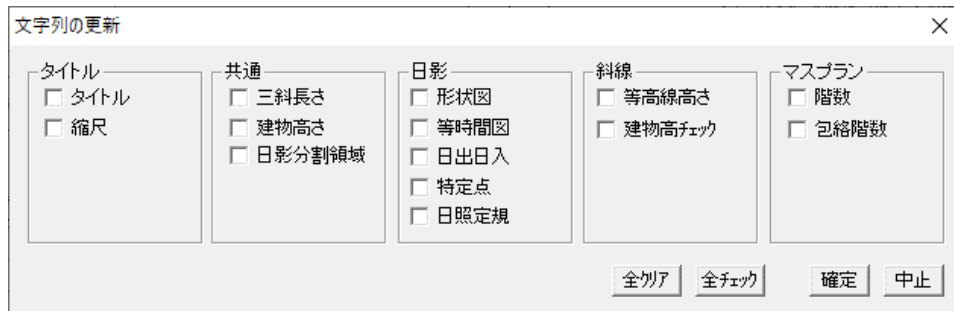 文字列の更新
タイトル
タイトル
縮尺
共通
三斜長さ
建物高さ
日影分割領域
日影
形状図
等時間図
日出日入
特定点
日照定規
斜線
等高線高さ
建物高ﾁｪｯｸ
マスプラン
階数
包絡階数
全ｸﾘｱ
全ﾁｪｯｸ
確定
中止